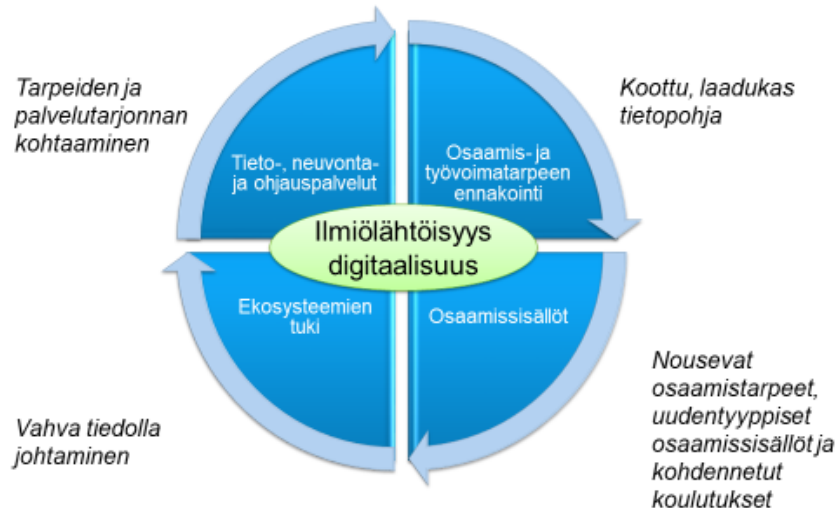 Tarpeiden ja
palvelutarjonnan
kohtaaminen
Koottu, laadukas
tietopohja
Tieto-, neuvonta-
ja ohjauspalvelut
Osaamis- ja
työvoimatarpeen
ennakointi
Ilmiölähtöisyys
digitaalisuus
Ekosysteemien
tuki
Osaamissisällöt
Vahva tiedolla
johtaminen
Nousevat
osaamistarpeet,
uudentyyppiset
osaamissisällöt ja
kohdennetut
koulutukset